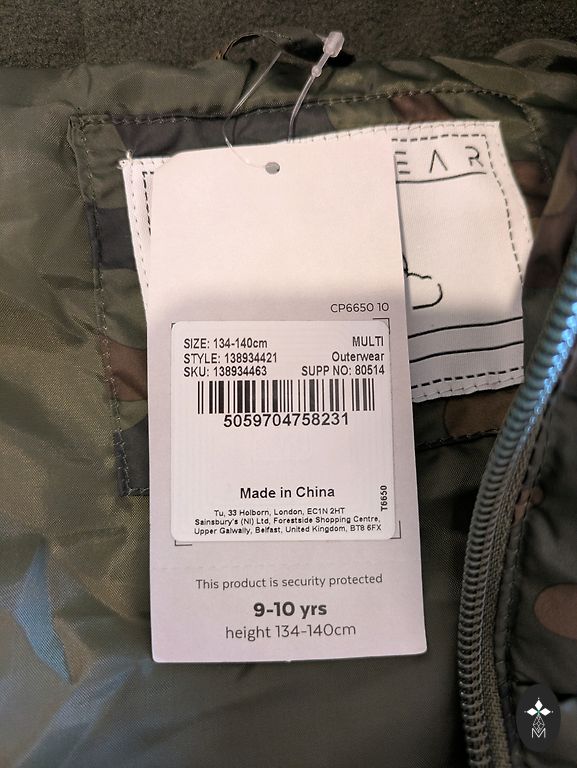 EAR
CP6650 10
SIZE: 134-140cm MULTI
STYLE: 138934421 Outerwear
SKU: 138934463 SUPP NO: 80514
5059704758231
Made in China
T6650
Tu, 33 Holborn, London, EC1N 2HT
Sainsbury's (NI) Ltd, Forestside Shopping Centre,
Upper Galwally, Belfast, United Kingdom, BT8 6FX
This product is security protected
9-10 yrs
height 134-140cm
M